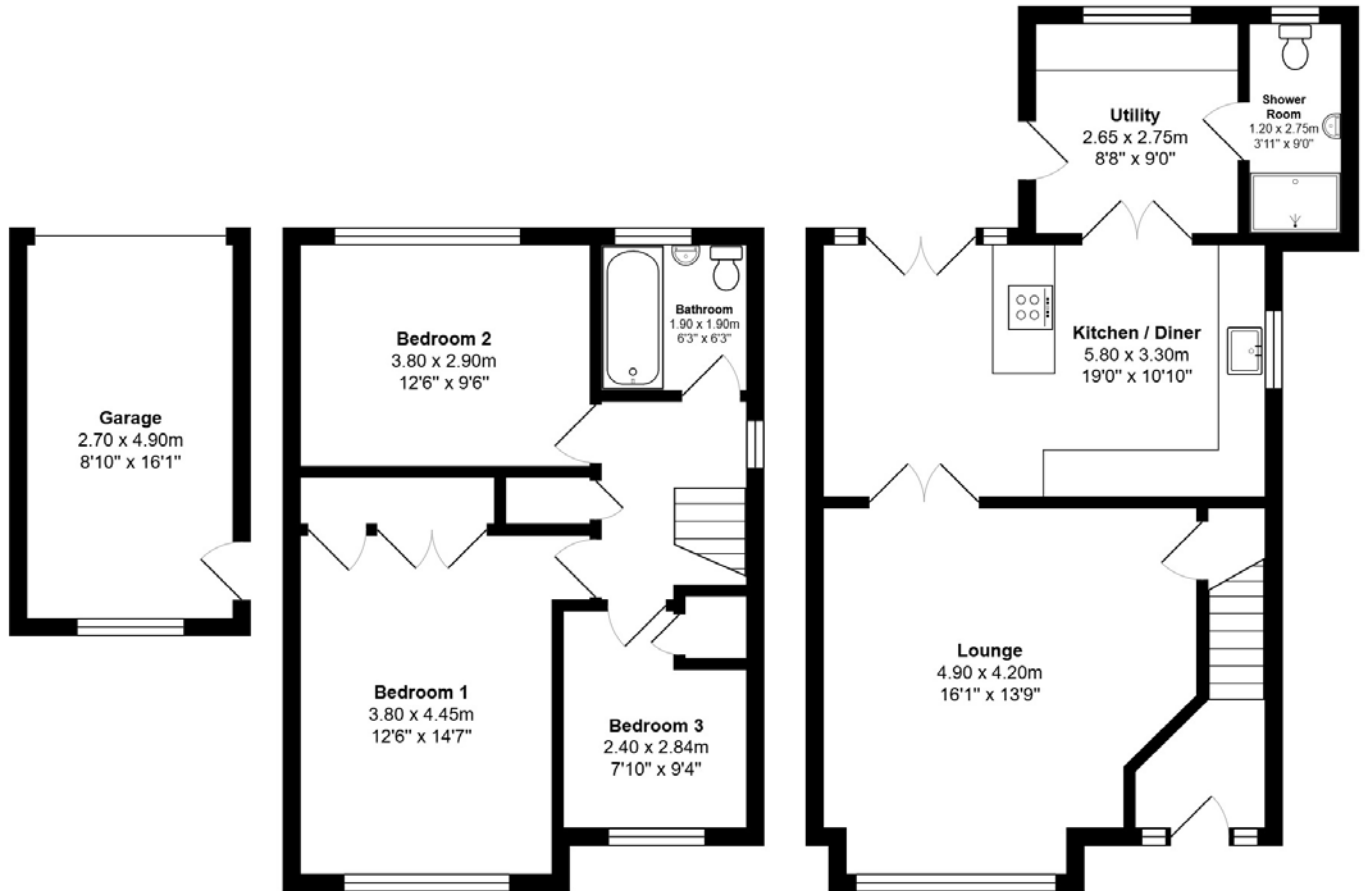 Utility
2.65 x 2.75m
8'8" x 9'0"
Shower
Room
1.20 x 2.75m
3'11" x 9'0"
Bedroom 2
3.80 x 2.90m
12'6" x 9'6"
Bathroom
1.90 x 1.90m
6'3" x 6'3"
Kitchen / Diner
5.80 x 3.30m
19'0" x 10'10"
Garage
2.70 x 4.90m
8'10" x 16'1"
Bedroom 1
3.80 x 4.45m
12'6" x 14'7"
Bedroom 3
2.40 x 2.84m
7'10" x 9'4"
Lounge
4.90 x 4.20m
16'1" x 13'9"